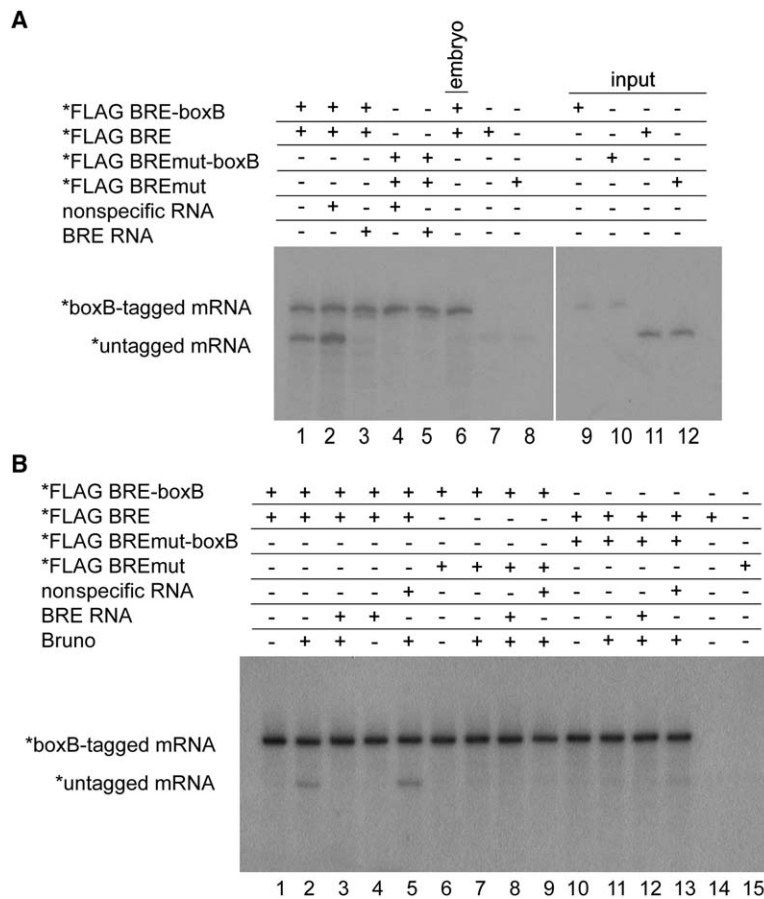 A
embryo
input
*FLAG BRE-boxB + + + - - + - - + - - -
*FLAG BRE + + + - - + + - - - + -
*FLAG BREmut-boxB - - - + + - - - - + - -
*FLAG BREmut - - - + + - - + - - - +
nonspecific RNA - + - + - - - - - - - -
BRE RNA - - + - + - - - - - - -
*boxB-tagged mRNA
*untagged mRNA
1 2 3 4 5 6 7 8 9 10 11 12
B
*FLAG BRE-boxB + + + + + + + + + - - - - - -
*FLAG BRE + + + + + - - - - + + + + + -
*FLAG BREmut-boxB - - - - - - - - - + + + + - -
*FLAG BREmut - - - - - + + + + - - - - - +
nonspecific RNA - - - - + - - - + - - - + - -
BRE RNA - - + + - - - + - - - + - - -
Bruno - + + - + - + + + - + + + - -
*boxB-tagged mRNA
*untagged mRNA
1 2 3 4 5 6 7 8 9 10 11 12 13 14 15